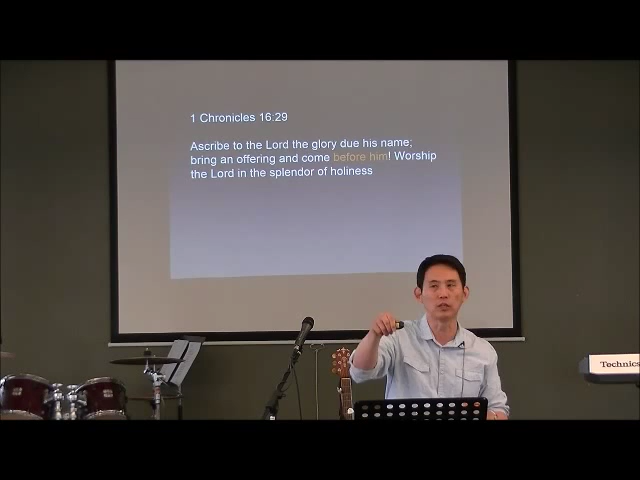 1 Chronicles 16:29
Ascribe to the Lord the glory due his name;
bring an offering and come before him! Worship
the Lord in the splendor of holiness
Technics